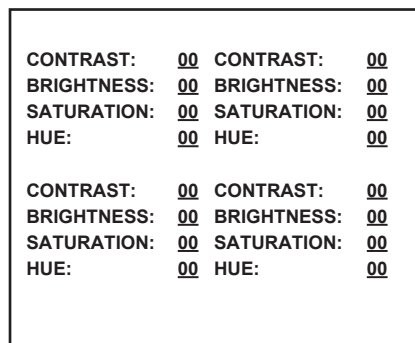 CONTRAST: 00 CONTRAST: 00
BRIGHTNESS: 00 BRIGHTNESS: 00
SATURATION: 00 SATURATION: 00
HUE: 00 HUE: 00
CONTRAST: 00 CONTRAST: 00
BRIGHTNESS: 00 BRIGHTNESS: 00
SATURATION: 00 SATURATION: 00
HUE: 00 HUE: 00